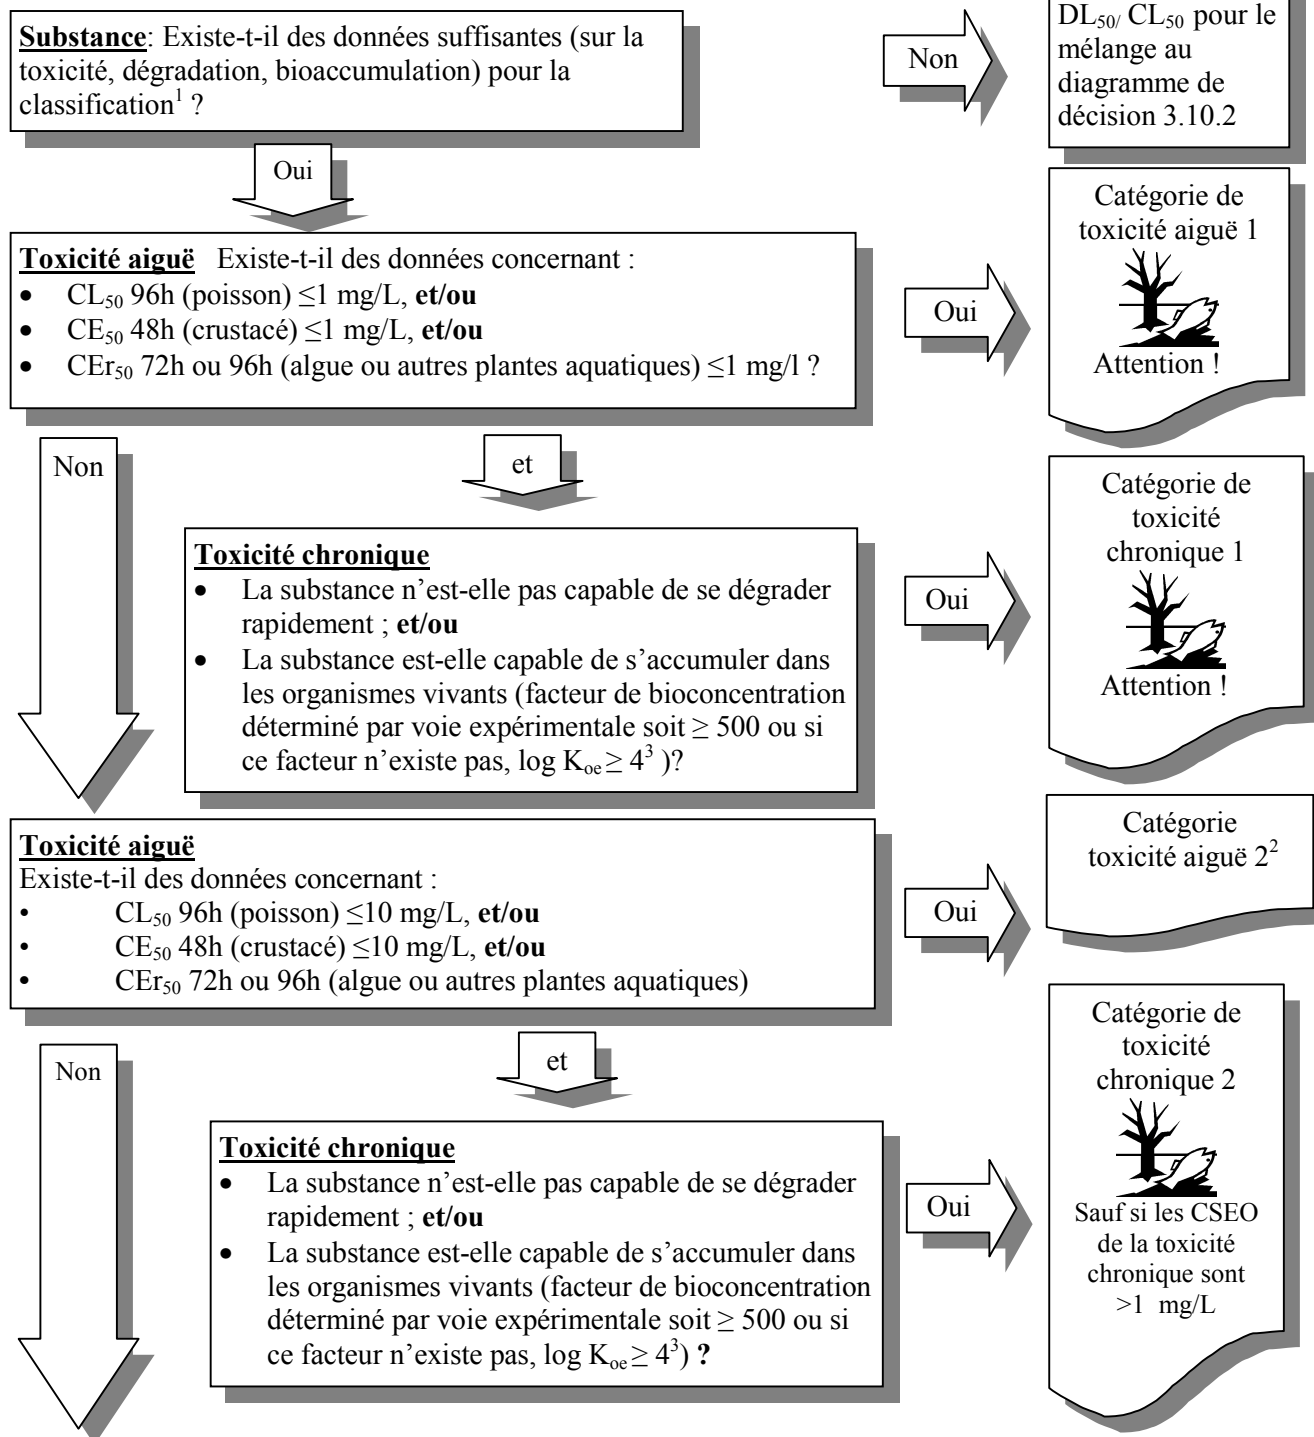 Substance: Existe-t-il des données suffisantes (sur la
toxicité, dégradation, bioaccumulation) pour la
classification¹ ?
Non
DL₅₀/ CL₅₀ pour le
mélange au
diagramme de
décision 3.10.2
Oui
Toxicité aiguë Existe-t-il des données concernant :
• CL₅₀ 96h (poisson) ≤1 mg/L, et/ou
• CE₅₀ 48h (crustacé) ≤1 mg/L, et/ou
• CEr₅₀ 72h ou 96h (algue ou autres plantes aquatiques) ≤1 mg/l ?
Oui
Catégorie de
toxicité aiguë 1
Attention !
Non
et
Toxicité chronique
• La substance n’est-elle pas capable de se dégrader
rapidement ; et/ou
• La substance est-elle capable de s’accumuler dans
les organismes vivants (facteur de bioconcentration
déterminé par voie expérimentale soit ≥ 500 ou si
ce facteur n’existe pas, log Kₒₑ ≥ 4³ )?
Oui
Catégorie de
toxicité
chronique 1
Attention !
Toxicité aiguë
Existe-t-il des données concernant :
• CL₅₀ 96h (poisson) ≤10 mg/L, et/ou
• CE₅₀ 48h (crustacé) ≤10 mg/L, et/ou
• CEr₅₀ 72h ou 96h (algue ou autres plantes aquatiques)
Oui
Catégorie
toxicité aiguë 2²
Non
et
Toxicité chronique
• La substance n’est-elle pas capable de se dégrader
rapidement ; et/ou
• La substance est-elle capable de s’accumuler dans
les organismes vivants (facteur de bioconcentration
déterminé par voie expérimentale soit ≥ 500 ou si
ce facteur n’existe pas, log Kₒₑ ≥ 4³) ?
Oui
Catégorie de
toxicité
chronique 2
Sauf si les CSEO
de la toxicité
chronique sont
>1 mg/L